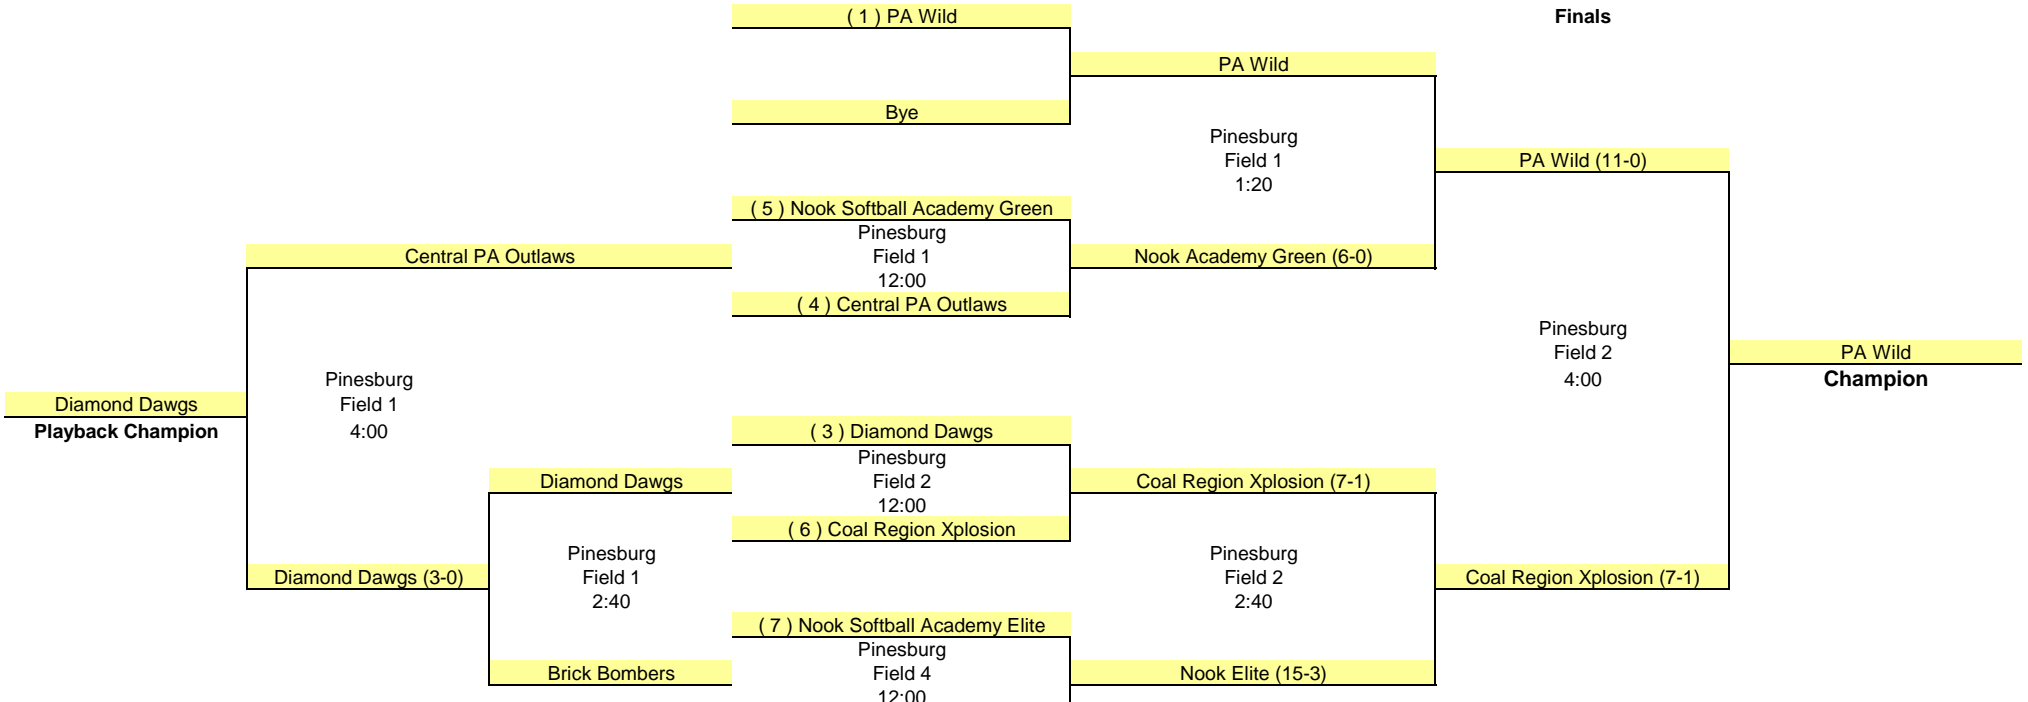 ( 1 ) PA Wild
Finals
PA Wild
Bye
Pinesburg
Field 1
1:20
PA Wild (11-0)
( 5 ) Nook Softball Academy Green
Pinesburg
Field 1
12:00
Central PA Outlaws
Nook Academy Green (6-0)
( 4 ) Central PA Outlaws
Pinesburg
Field 2
4:00
PA Wild
Champion
Pinesburg
Field 1
4:00
Diamond Dawgs
Playback Champion
( 3 ) Diamond Dawgs
Pinesburg
Field 2
12:00
Diamond Dawgs
Coal Region Xplosion (7-1)
( 6 ) Coal Region Xplosion
Pinesburg
Field 1
2:40
Pinesburg
Field 2
2:40
Diamond Dawgs (3-0)
Coal Region Xplosion (7-1)
( 7 ) Nook Softball Academy Elite
Pinesburg
Field 4
12:00
Brick Bombers
Nook Elite (15-3)